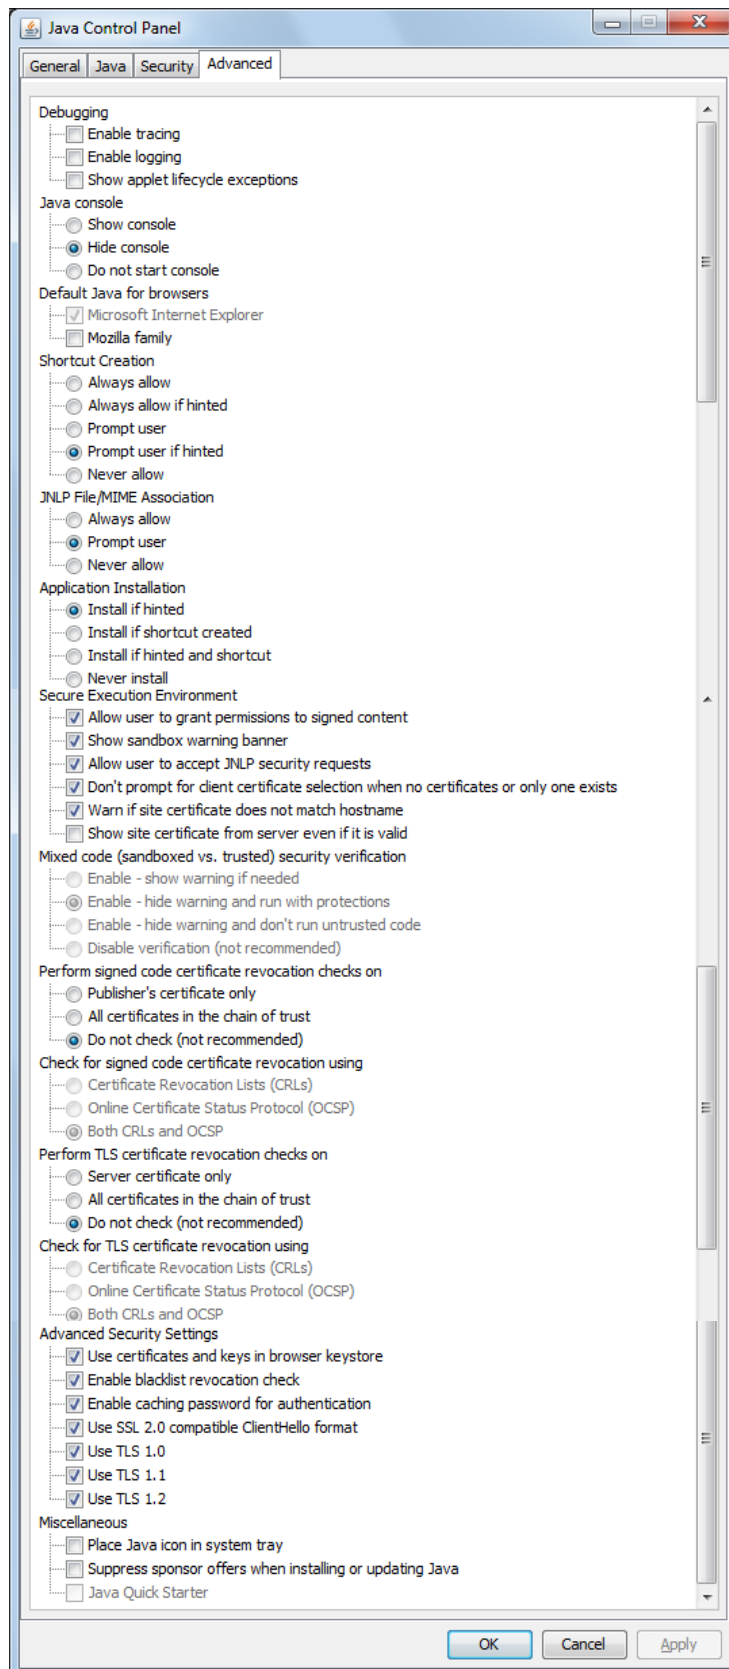 Java Control Panel
General Java Security Advanced
Debugging
Enable tracing
Enable logging
Show applet lifecycle exceptions
Java console
Show console
Hide console
Do not start console
Default Java for browsers
Microsoft Internet Explorer
Mozilla family
Shortcut Creation
Always allow
Always allow if hinted
Prompt user
Prompt user if hinted
Never allow
JNLP File/MIME Association
Always allow
Prompt user
Never allow
Application Installation
Install if hinted
Install if shortcut created
Install if hinted and shortcut
Never install
Secure Execution Environment
Allow user to grant permissions to signed content
Show sandbox warning banner
Allow user to accept JNLP security requests
Don't prompt for client certificate selection when no certificates or only one exists
Warn if site certificate does not match hostname
Show site certificate from server even if it is valid
Mixed code (sandboxed vs. trusted) security verification
Enable - show warning if needed
Enable - hide warning and run with protections
Enable - hide warning and don't run untrusted code
Disable verification (not recommended)
Perform signed code certificate revocation checks on
Publisher's certificate only
All certificates in the chain of trust
Do not check (not recommended)
Check for signed code certificate revocation using
Certificate Revocation Lists (CRLs)
Online Certificate Status Protocol (OCSP)
Both CRLs and OCSP
Perform TLS certificate revocation checks on
Server certificate only
All certificates in the chain of trust
Do not check (not recommended)
Check for TLS certificate revocation using
Certificate Revocation Lists (CRLs)
Online Certificate Status Protocol (OCSP)
Both CRLs and OCSP
Advanced Security Settings
Use certificates and keys in browser keystore
Enable blacklist revocation check
Enable caching password for authentication
Use SSL 2.0 compatible ClientHello format
Use TLS 1.0
Use TLS 1.1
Use TLS 1.2
Miscellaneous
Place Java icon in system tray
Suppress sponsor offers when installing or updating Java
Java Quick Starter
OK Cancel Apply